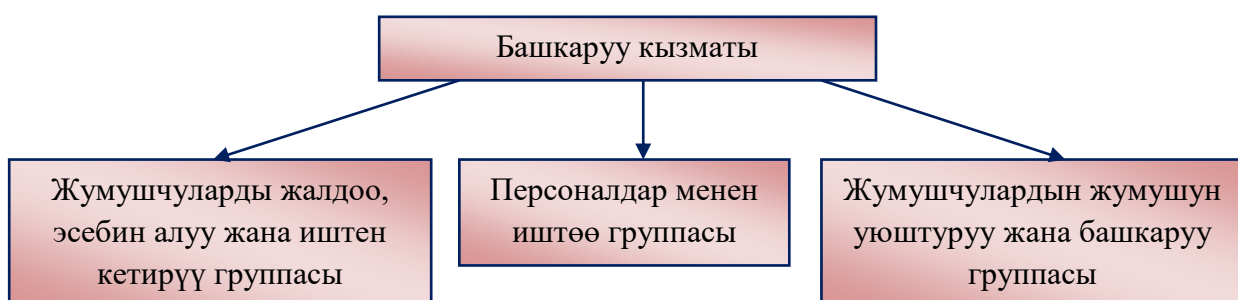 Башкаруу кызматы
Жумушчуларды жалдоо,
эсебин алуу жана иштен
кетирүү группасы
Персоналдар менен
иштөө группасы
Жумушчулардын жумушун
уюштуруу жана башкаруу
группасы